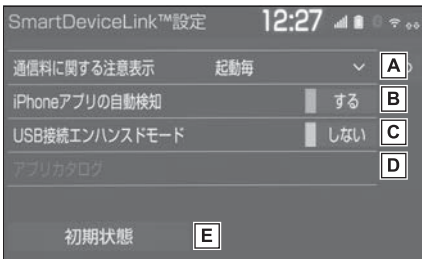 SmartDeviceLink™設定 12:27
通信料に関する注意表示 起動毎 A
iPhoneアプリの自動検知 する B
USB接続エンハンスドモード しない C
アプリカタログ D
初期状態 E